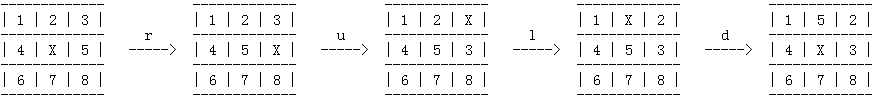 ------------- ------------- ------------- ------------- -------------
| 1 | 2 | 3 |   r   | 1 | 2 | 3 |   u   | 1 | 2 | X |   l   | 1 | X | 2 |   d   | 1 | 5 | 2 |
------------- -----> ------------- -----> ------------- -----> ------------- -----> -------------
| 4 | X | 5 |       | 4 | 5 | X |       | 4 | 5 | 3 |       | 4 | 5 | 3 |       | 4 | X | 3 |
------------- ------------- ------------- ------------- -------------
| 6 | 7 | 8 |       | 6 | 7 | 8 |       | 6 | 7 | 8 |       | 6 | 7 | 8 |       | 6 | 7 | 8 |
------------- ------------- ------------- ------------- -------------